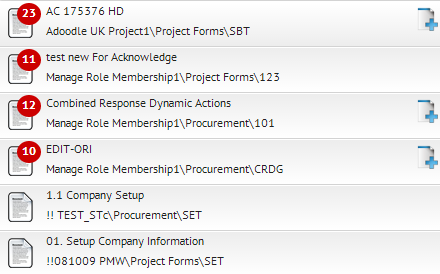 23
AC 175376 HD
Adoodle UK Project1\Project Forms\SBT
11
test new For Acknowledge
Manage Role Membership1\Project Forms\123
12
Combined Response Dynamic Actions
Manage Role Membership1\Procurement\101
10
EDIT-ORI
Manage Role Membership1\Procurement\CRDG
1.1 Company Setup
!! TEST_STc\Procurement\SET
01. Setup Company Information
!!081009 PMW\Project Forms\SET